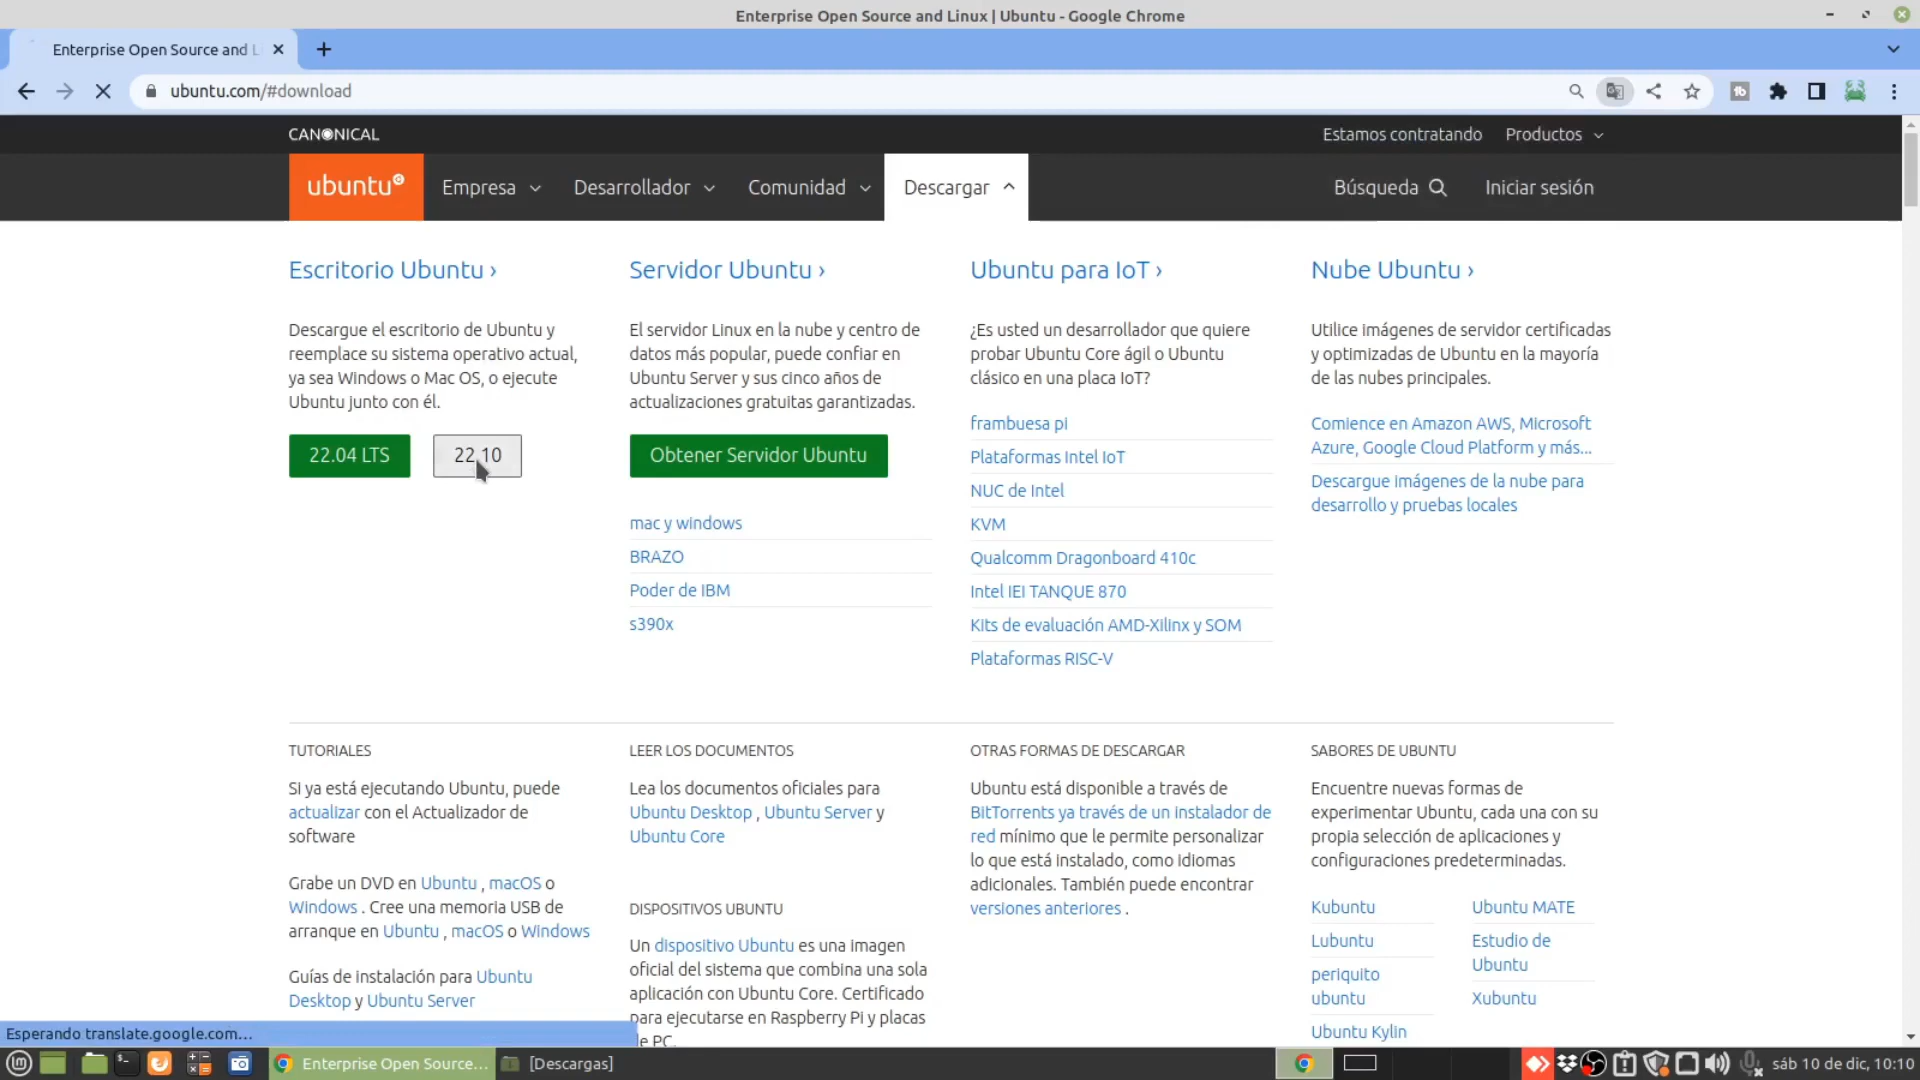 Enterprise Open Source and Linux | Ubuntu - Google Chrome
Enterprise Open Source and L
ubuntu.com/#download
CANONICAL
Estamos contratando
Productos
ubuntu
Empresa
Desarrollador
Comunidad
Descargar
Búsqueda
Iniciar sesión
Escritorio Ubuntu ›
Descargue el escritorio de Ubuntu y
reemplace su sistema operativo actual,
ya sea Windows o Mac OS, o ejecute
Ubuntu junto con él.
22.04 LTS
22.10
Servidor Ubuntu ›
El servidor Linux en la nube y centro de
datos más popular, puede confiar en
Ubuntu Server y sus cinco años de
actualizaciones gratuitas garantizadas.
Obtener Servidor Ubuntu
mac y windows
BRAZO
Poder de IBM
s390x
Ubuntu para IoT ›
¿Es usted un desarrollador que quiere
probar Ubuntu Core ágil o Ubuntu
clásico en una placa IoT?
frambuesa pi
Plataformas Intel IoT
NUC de Intel
KVM
Qualcomm Dragonboard 410c
Intel IEI TANQUE 870
Kits de evaluación AMD-Xilinx y SOM
Plataformas RISC-V
Nube Ubuntu ›
Utilice imágenes de servidor certificadas
y optimizadas de Ubuntu en la mayoría
de las nubes principales.
Comience en Amazon AWS, Microsoft
Azure, Google Cloud Platform y más...
Descargue imágenes de la nube para
desarrollo y pruebas locales
TUTORIALES
Si ya está ejecutando Ubuntu, puede
actualizar con el Actualizador de
software
Grabe un DVD en Ubuntu , macOS o
Windows . Cree una memoria USB de
arranque en Ubuntu , macOS o Windows
Guías de instalación para Ubuntu
Desktop y Ubuntu Server
LEER LOS DOCUMENTOS
Lea los documentos oficiales para
Ubuntu Desktop , Ubuntu Server y
Ubuntu Core
DISPOSITIVOS UBUNTU
Un dispositivo Ubuntu es una imagen
oficial del sistema que combina una sola
aplicación con Ubuntu Core. Certificado
para ejecutarse en Raspberry Pi y placas
de PC.
OTRAS FORMAS DE DESCARGAR
Ubuntu está disponible a través de
BitTorrents ya través de un instalador de
red mínimo que le permite personalizar
lo que está instalado, como idiomas
adicionales. También puede encontrar
versiones anteriores .
SABORES DE UBUNTU
Encuentre nuevas formas de
experimentar Ubuntu, cada una con su
propia selección de aplicaciones y
configuraciones predeterminadas.
Kubuntu
Lubuntu
periquito
ubuntu
Ubuntu Kylin
Ubuntu MATE
Estudio de
Ubuntu
Xubuntu
Esperando translate.google.com...
Enterprise Open Source...
[Descargas]
sáb 10 de dic, 10:10